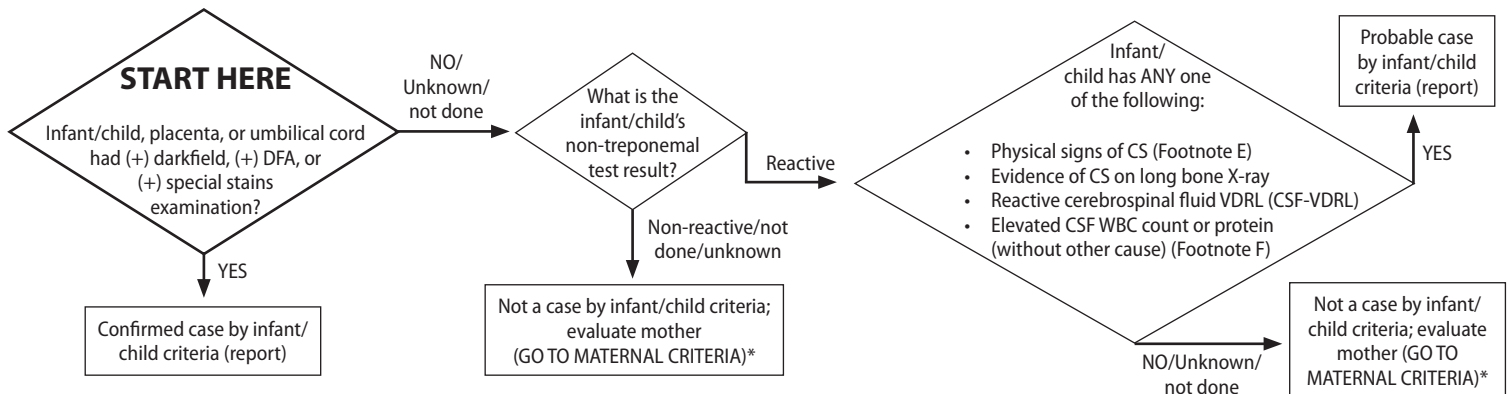 START HERE
Infant/child, placenta, or umbilical cord
had (+) darkfield, (+) DFA, or
(+) special stains
examination?
NO/
Unknown/
not done
YES
Confirmed case by infant/
child criteria (report)
What is the
infant/child's
non-treponemal
test result?
Reactive
Non-reactive/not
done/unknown
Not a case by infant/child criteria;
evaluate mother
(GO TO MATERNAL CRITERIA)*
Infant/
child has ANY one
of the following:
• Physical signs of CS (Footnote E)
• Evidence of CS on long bone X-ray
• Reactive cerebrospinal fluid VDRL (CSF-VDRL)
• Elevated CSF WBC count or protein
(without other cause) (Footnote F)
YES
Probable case
by infant/child
criteria (report)
NO/Unknown/
not done
Not a case by infant/
child criteria; evaluate
mother (GO TO
MATERNAL CRITERIA)*